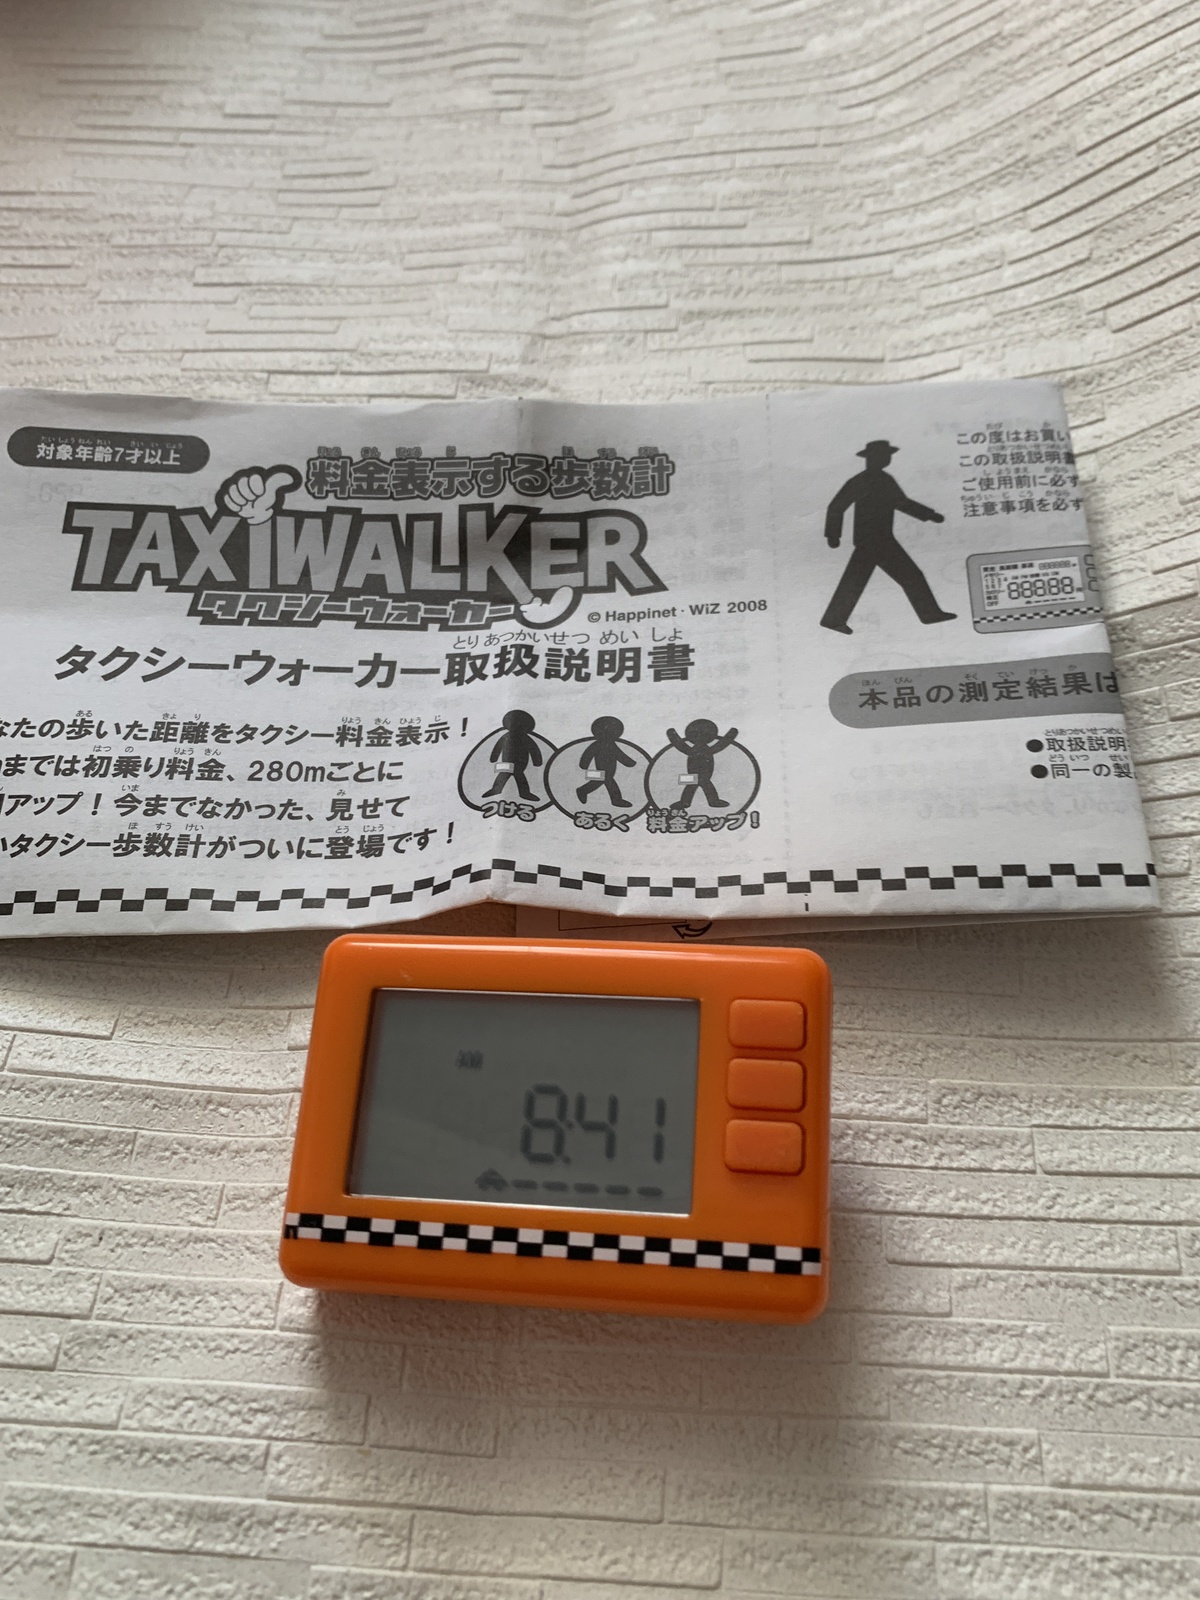 対象年齢7才以上
料金表示する歩数計
TAXIWALKER
タクシーウォーカー
© Happinet・WiZ 2008
タクシーウォーカー取扱説明書
なたの歩いた距離をタクシー料金表示！
までは初乗り料金、280mごとに
アップ！今までなかった、見せて
タクシー歩数計がついに登場です！
つける
あるく
料金アップ！
この度はお買い
この取扱説明書
ご使用前に必ず
注意事項を必ず
本品の測定結果は
●取扱説明
●同一の製
8:41